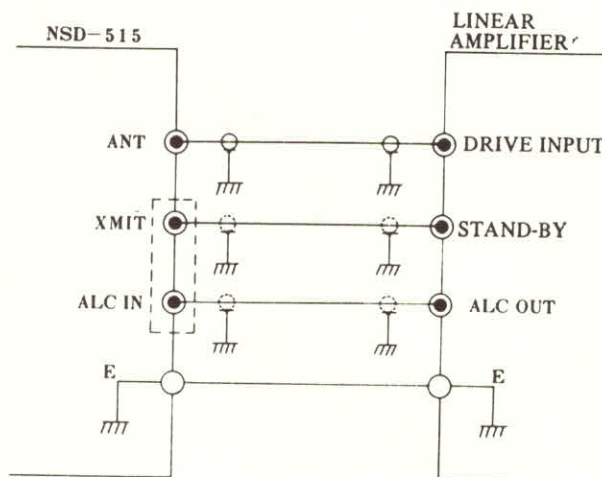 NSD-515
LINEAR
AMPLIFIER
ANT
DRIVE INPUT
XMIT
STAND-BY
ALC IN
ALC OUT
E
E